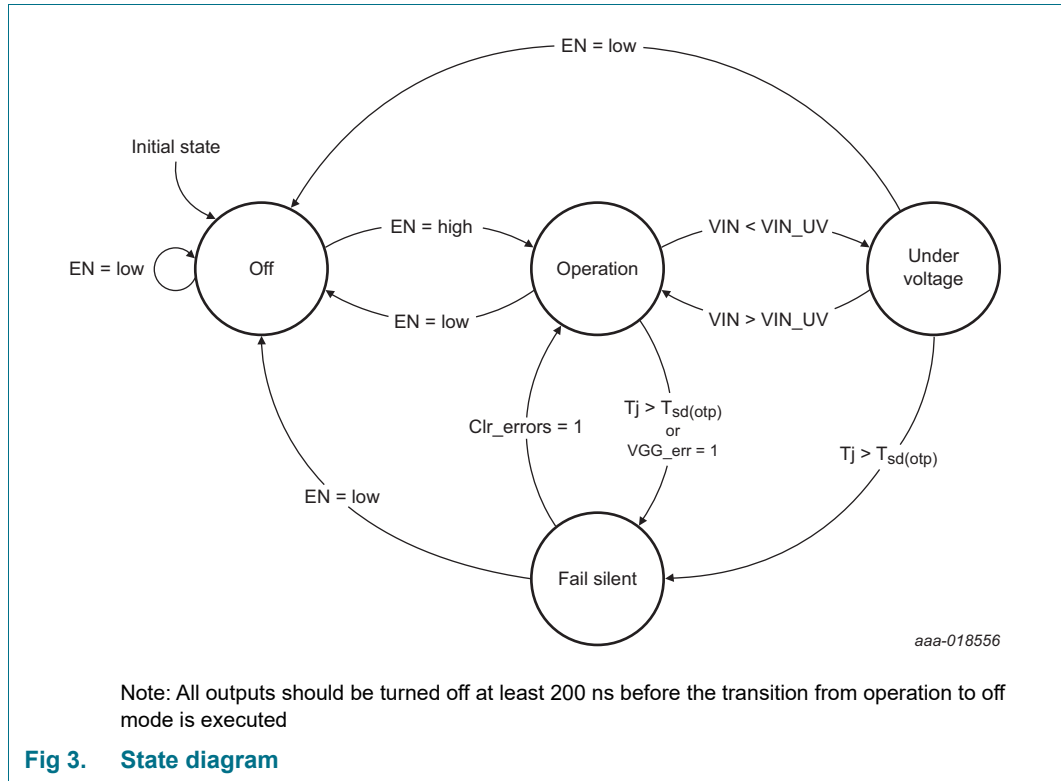 EN = low
Initial state
EN = high
VIN < VIN_UV
EN = low
Off
Operation
Under
voltage
EN = low
VIN > VIN_UV
Clr_errors = 1
Tj > Tsd(otp)
or
VGG_err = 1
Tj > Tsd(otp)
EN = low
Fail silent
aaa-018556
Note: All outputs should be turned off at least 200 ns before the transition from operation to off
mode is executed
Fig 3. State diagram